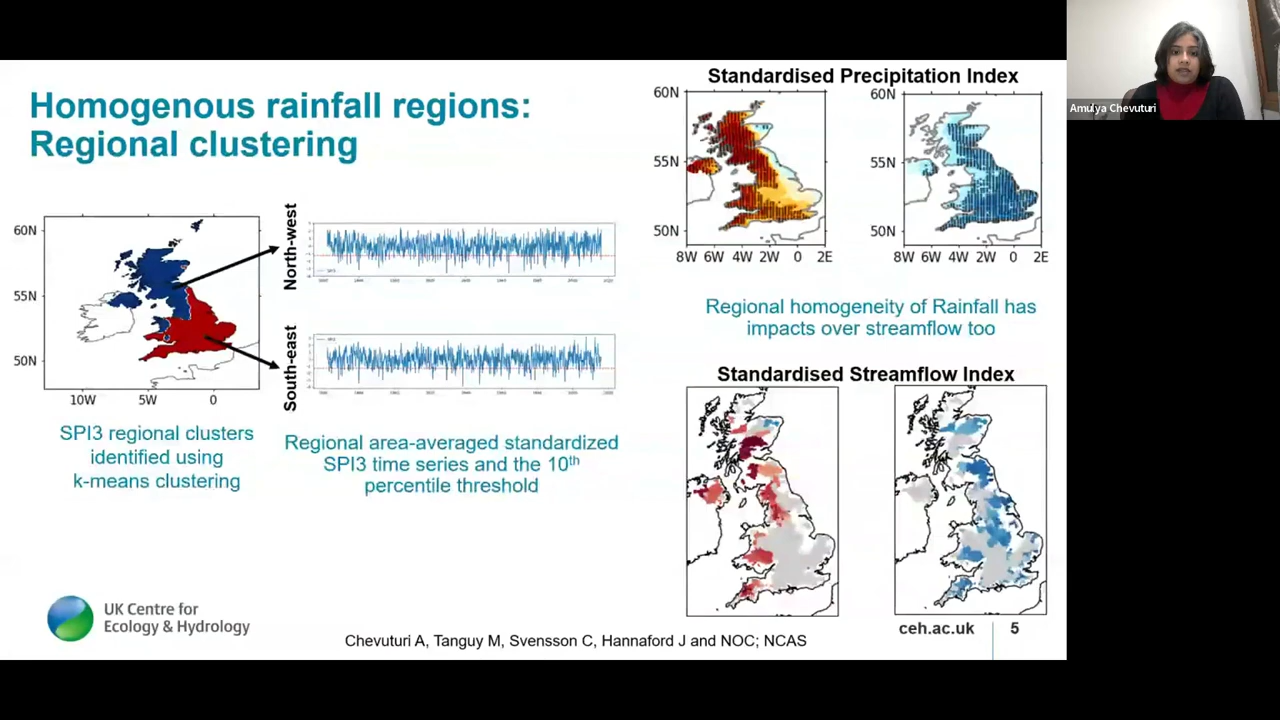 Homogenous rainfall regions:
Regional clustering
60N
55N
50N
10W 5W 0
North-west
South-east
SPI3 regional clusters
identified using
k-means clustering
Regional area-averaged standardized
SPI3 time series and the 10th
percentile threshold
Standardised Precipitation Index
60N
55N
50N
8W 6W 4W 2W 0 2E
60N
55N
50N
8W 6W 4W 2W 0 2E
Regional homogeneity of Rainfall has
impacts over streamflow too
Standardised Streamflow Index
UK Centre for
Ecology & Hydrology
Chevuturi A, Tanguy M, Svensson C, Hannaford J and NOC; NCAS
ceh.ac.uk 5
Amulya Chevuturi